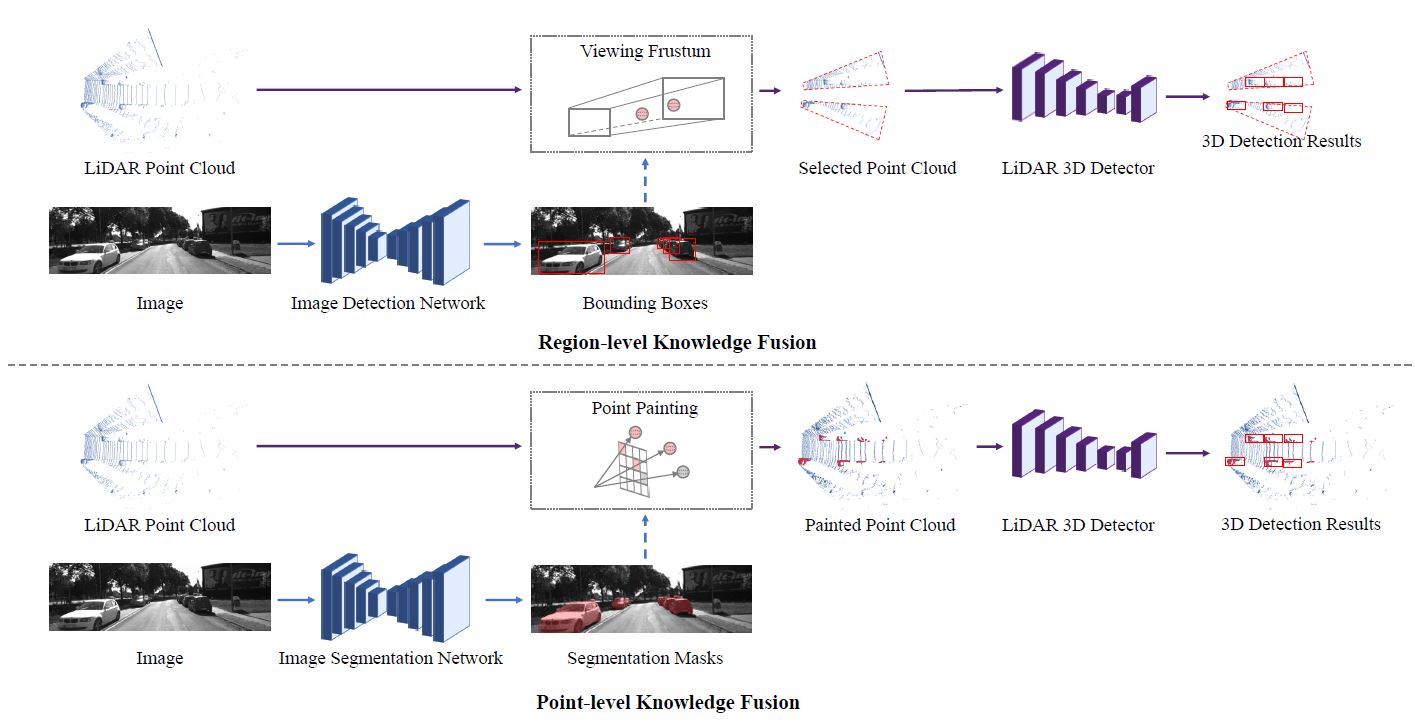 Viewing Frustum
LiDAR Point Cloud
Selected Point Cloud
LiDAR 3D Detector
3D Detection Results
Image
Image Detection Network
Bounding Boxes
Region-level Knowledge Fusion
Point Painting
LiDAR Point Cloud
Painted Point Cloud
LiDAR 3D Detector
3D Detection Results
Image
Image Segmentation Network
Segmentation Masks
Point-level Knowledge Fusion